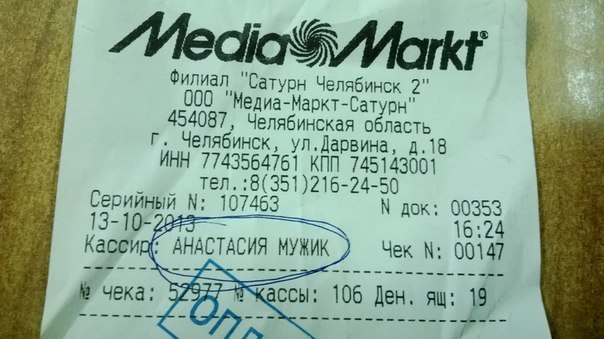 Media Markt®
Филиал "Сатурн Челябинск 2"
ООО "Медиа-Маркт-Сатурн"
454087, Челябинская область
г. Челябинск, ул.Дарвина, д.18
ИНН 7743564761 КПП 745143001
тел.:8(351)216-24-50
Серийный N: 107463 N док: 00353
13-10-2013 16:24
Кассир: АНАСТАСИЯ МУЖИК Чек N: 00147
№ чека: 52977 № кассы: 106 Ден. ящ: 19